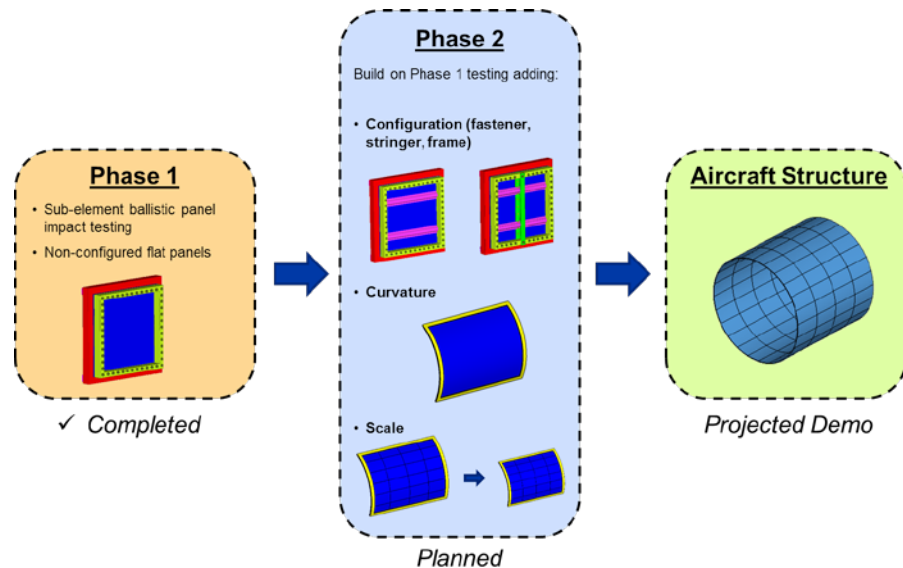 Phase 1
• Sub-element ballistic panel
impact testing
• Non-configured flat panels
✓ Completed
Phase 2
Build on Phase 1 testing adding:
• Configuration (fastener,
stringer, frame)
• Curvature
• Scale
Planned
Aircraft Structure
Projected Demo